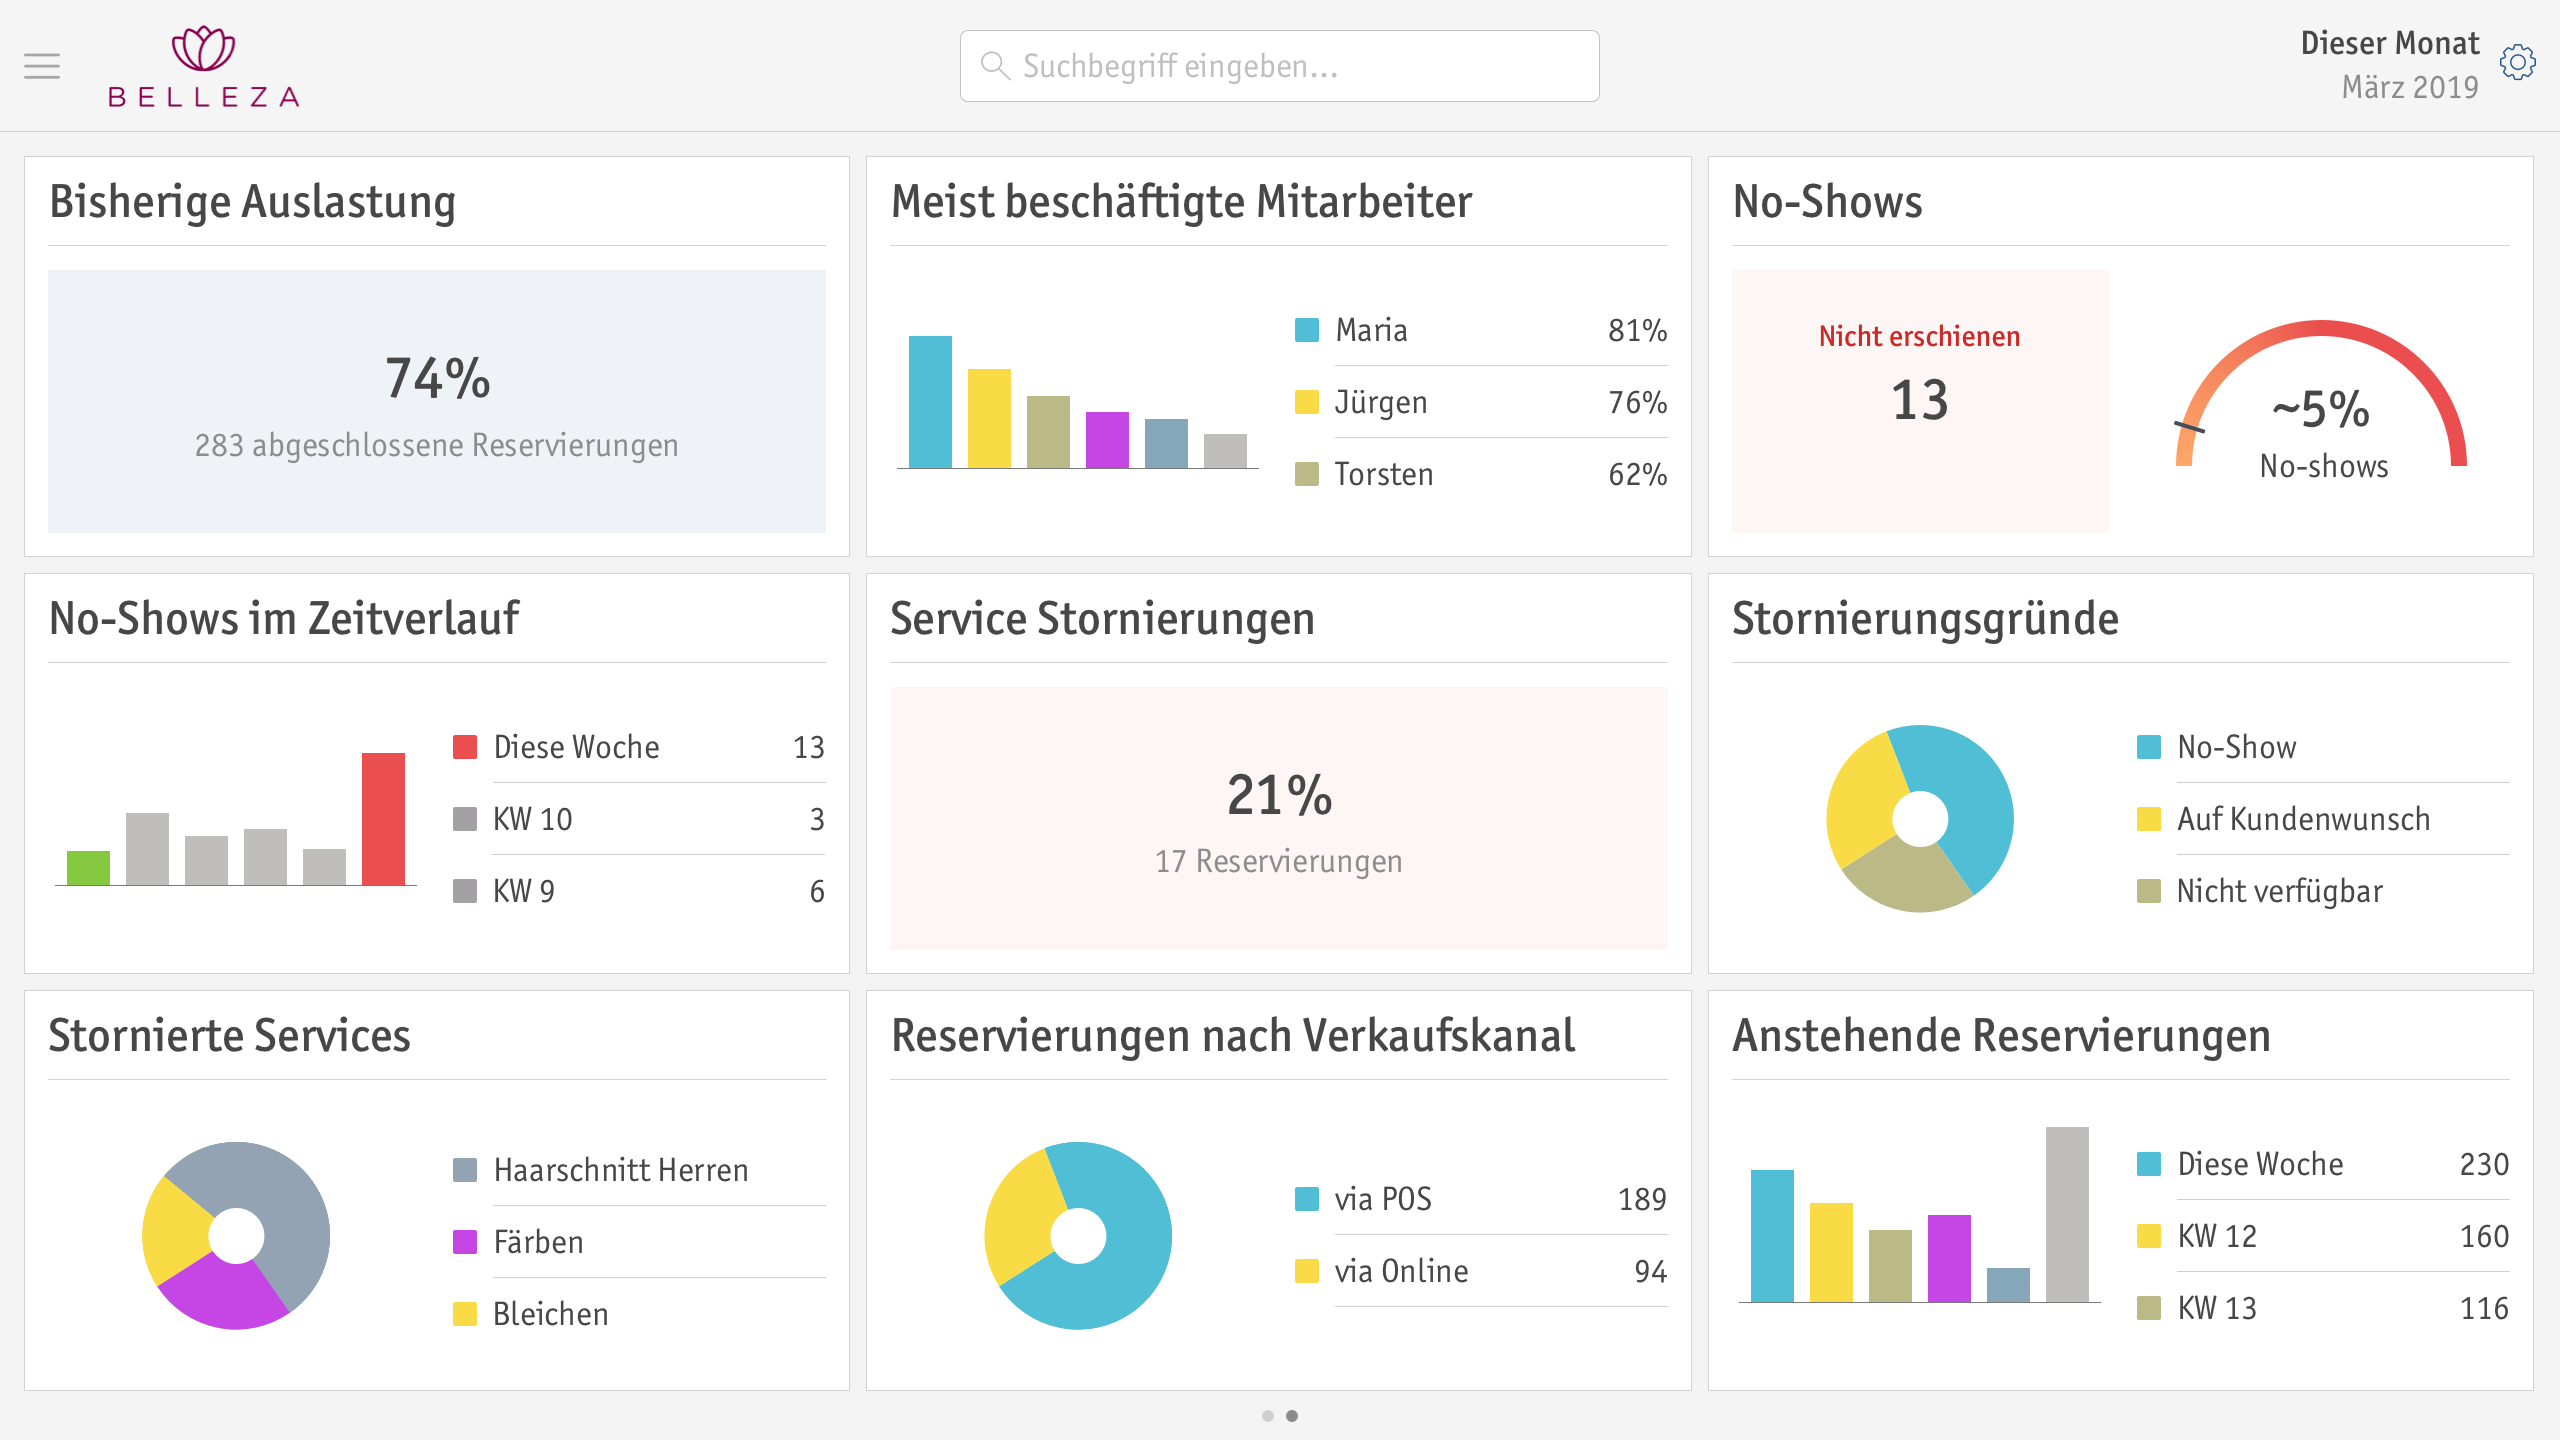 BELLEZA
Suchbegriff eingeben...
Dieser Monat
März 2019
Bisherige Auslastung
74%
283 abgeschlossene Reservierungen
Meist beschäftigte Mitarbeiter
Maria 81%
Jürgen 76%
Torsten 62%
No-Shows
Nicht erschienen
13
~5%
No-shows
No-Shows im Zeitverlauf
Diese Woche 13
KW 10 3
KW 9 6
Service Stornierungen
21%
17 Reservierungen
Stornierungsgründe
No-Show
Auf Kundenwunsch
Nicht verfügbar
Stornierte Services
Haarschnitt Herren
Färben
Bleichen
Reservierungen nach Verkaufskanal
via POS 189
via Online 94
Anstehende Reservierungen
Diese Woche 230
KW 12 160
KW 13 116